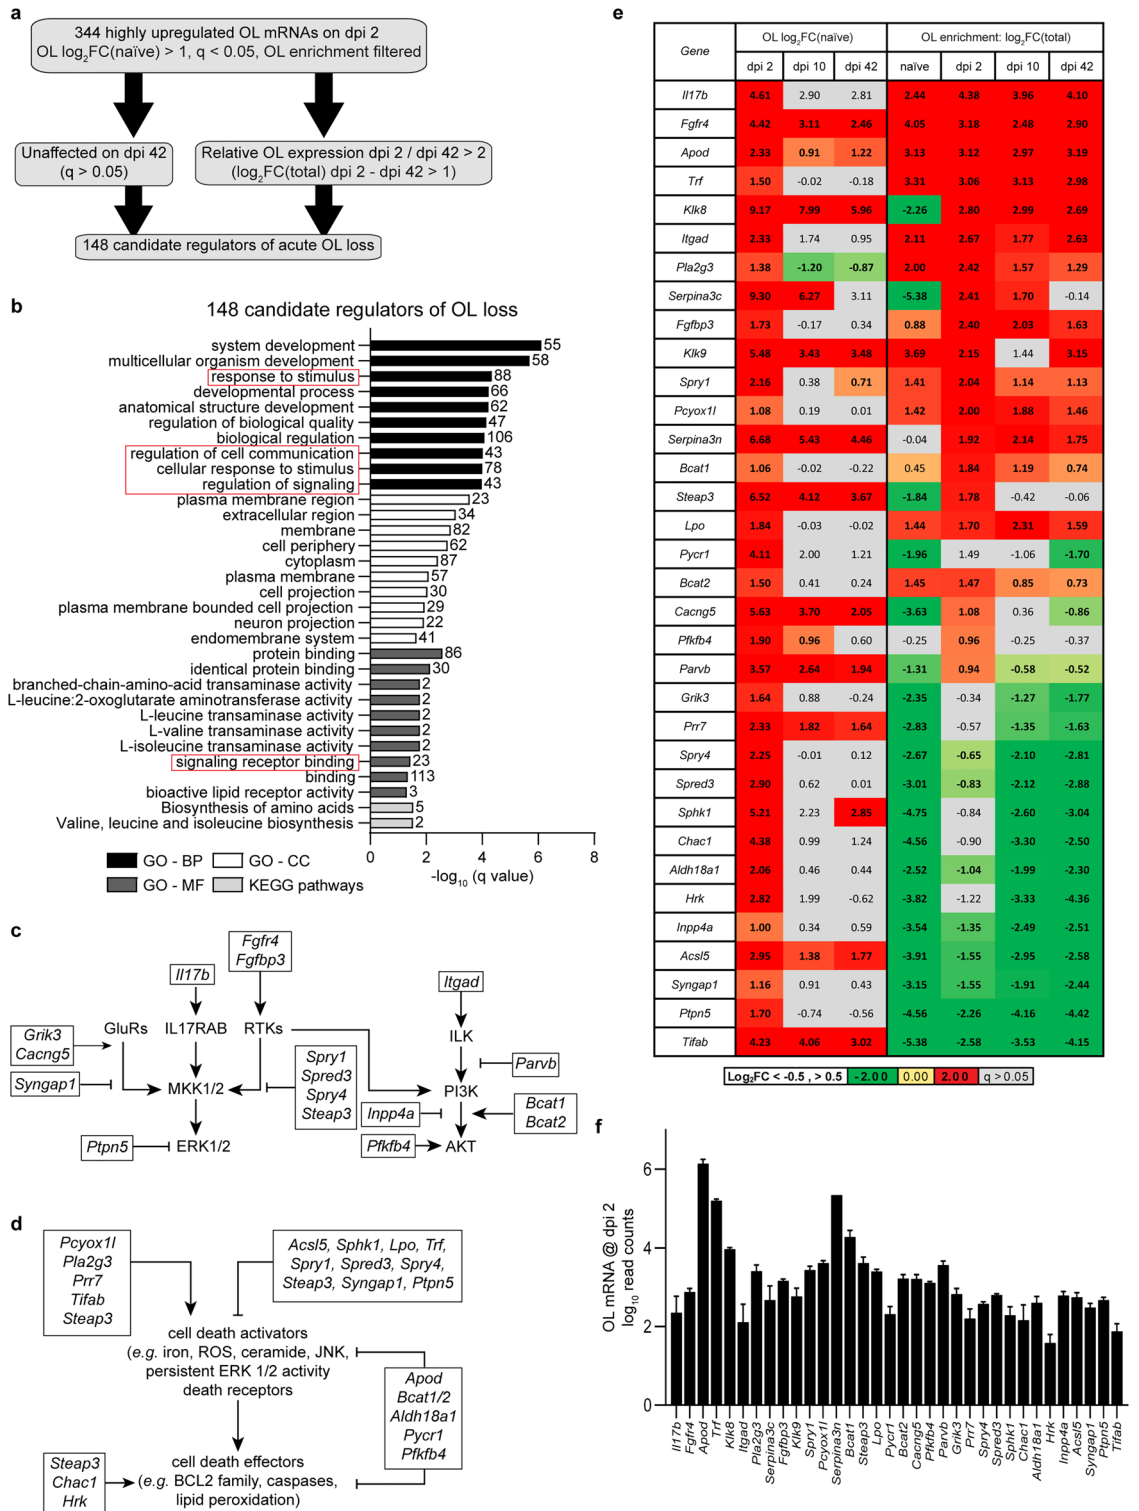 a
344 highly upregulated OL mRNAs on dpi 2
OL log2FC(naïve) > 1, q < 0.05, OL enrichment filtered
Unaffected on dpi 42
(q > 0.05)
Relative OL expression dpi 2 / dpi 42 > 2
(log2FC(total) dpi 2 - dpi 42 > 1)
148 candidate regulators of acute OL loss
b
148 candidate regulators of OL loss
system development 55
multicellular organism development 58
response to stimulus 88
developmental process 66
anatomical structure development 62
regulation of biological quality 47
biological regulation 106
regulation of cell communication 43
cellular response to stimulus 78
regulation of signaling 43
plasma membrane region 23
extracellular region 34
membrane 82
cell periphery 62
cytoplasm 87
plasma membrane 57
cell projection 30
plasma membrane bounded cell projection 29
neuron projection 22
endomembrane system 41
protein binding 86
identical protein binding 30
branched-chain-amino-acid transaminase activity 2
L-leucine:2-oxoglutarate aminotransferase activity 2
L-leucine transaminase activity 2
L-valine transaminase activity 2
L-isoleucine transaminase activity 2
signaling receptor binding 23
binding 113
bioactive lipid receptor activity 3
Biosynthesis of amino acids 5
Valine, leucine and isoleucine biosynthesis 2
0 2 4 6 8
-log10 (q value)
GO - BP GO - CC
GO - MF KEGG pathways
c
Fgfr4
Fgfbp3
Il17b
Itgad
GluRs IL17RAB RTKs
ILK
Grik3
Cacng5
Syngap1
MKK1/2
Spry1
Spred3
Spry4
Steap3
Parvb
PI3K
Inpp4a
Bcat1
Bcat2
Ptpn5
ERK1/2
Pfkfb4
AKT
d
Pcyox1l
Pla2g3
Prr7
Tifab
Steap3
Acsl5, Sphk1, Lpo, Trf,
Spry1, Spred3, Spry4,
Steap3, Syngap1, Ptpn5
cell death activators
(e.g. iron, ROS, ceramide, JNK,
persistent ERK 1/2 activity
death receptors
Apod
Bcat1/2
Aldh18a1
Pycr1
Pfkfb4
Steap3
Chac1
Hrk
cell death effectors
(e.g. BCL2 family, caspases,
lipid peroxidation)
e
Gene OL log2FC(naïve) OL enrichment: log2FC(total)
dpi 2 dpi 10 dpi 42 naïve dpi 2 dpi 10 dpi 42
Il17b 4.61 2.90 2.81 2.44 4.38 3.96 4.10
Fgfr4 4.42 3.11 2.46 4.05 3.18 2.48 2.90
Apod 2.33 0.91 1.22 3.13 3.12 2.97 3.19
Trf 1.50 -0.02 -0.18 3.31 3.06 3.13 2.98
Klk8 9.17 7.99 5.96 -2.26 2.80 2.99 2.69
Itgad 2.33 1.74 0.95 2.11 2.67 1.77 2.63
Pla2g3 1.38 -1.20 -0.87 2.00 2.42 1.57 1.29
Serpina3c 9.30 6.27 3.11 -5.38 2.41 1.70 -0.14
Fgfbp3 1.73 -0.17 0.34 0.88 2.40 2.03 1.63
Klk9 5.48 3.43 3.48 3.69 2.15 1.44 3.15
Spry1 2.16 0.38 0.71 1.41 2.04 1.14 1.13
Pcyox1l 1.08 0.19 0.01 1.42 2.00 1.88 1.46
Serpina3n 6.68 5.43 4.46 -0.04 1.92 2.14 1.75
Bcat1 1.06 -0.02 -0.22 0.45 1.84 1.19 0.74
Steap3 6.52 4.12 3.67 -1.84 1.78 -0.42 -0.06
Lpo 1.84 -0.03 -0.02 1.44 1.70 2.31 1.59
Pycr1 4.11 2.00 1.21 -1.96 1.49 -1.06 -1.70
Bcat2 1.50 0.41 0.24 1.45 1.47 0.85 0.73
Cacng5 5.63 3.70 2.05 -3.63 1.08 0.36 -0.86
Pfkfb4 1.90 0.96 0.60 -0.25 0.96 -0.25 -0.37
Parvb 3.57 2.64 1.94 -1.31 0.94 -0.58 -0.52
Grik3 1.64 0.88 -0.24 -2.35 -0.34 -1.27 -1.77
Prr7 2.33 1.82 1.64 -2.83 -0.57 -1.35 -1.63
Spry4 2.25 -0.01 0.12 -2.67 -0.65 -2.10 -2.81
Spred3 2.90 0.62 0.01 -3.01 -0.83 -2.12 -2.88
Sphk1 5.21 2.23 2.85 -4.75 -0.84 -2.60 -3.04
Chac1 4.38 0.99 1.24 -4.56 -0.90 -3.30 -2.50
Aldh18a1 2.06 0.46 0.44 -2.52 -1.04 -1.99 -2.30
Hrk 2.82 1.99 -0.62 -3.82 -1.22 -3.33 -4.36
Inpp4a 1.00 0.34 0.59 -3.54 -1.35 -2.49 -2.51
Acsl5 2.95 1.38 1.77 -3.91 -1.55 -2.95 -2.58
Syngap1 1.16 0.91 0.43 -3.15 -1.55 -1.91 -2.44
Ptpn5 1.70 -0.74 -0.56 -4.56 -2.26 -4.16 -4.42
Tifab 4.23 4.06 3.02 -5.38 -2.58 -3.53 -4.15
Log2FC < -0.5 , > 0.5 -2.00 0.00 2.00 q > 0.05
f
OL mRNA @ dpi 2
log10 read counts
6
4
2
0
Il17b Fgfr4 Apod Trf Klk8 Itgad Pla2g3 Serpina3c Fgfbp3 Klk9 Spry1 Pcyox1l Serpina3n Bcat1 Steap3 Lpo Pycr1 Bcat2 Cacng5 Pfkfb4 Parvb Grik3 Prr7 Spry4 Spred3 Sphk1 Chac1 Aldh18a1 Hrk Inpp4a Acsl5 Syngap1 Ptpn5 Tifab